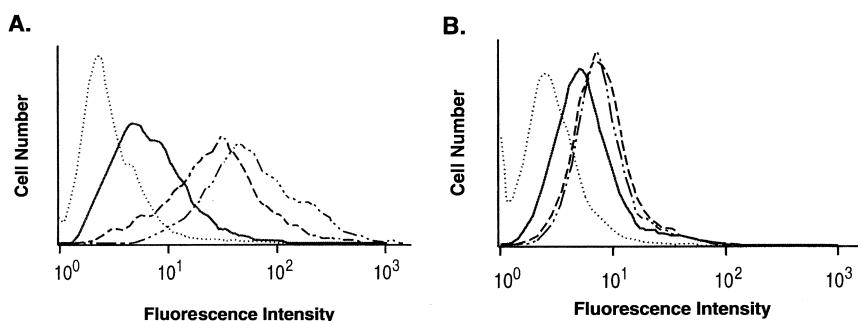 A.
Cell Number
10⁰ 10¹ 10² 10³
Fluorescence Intensity
B.
Cell Number
10⁰ 10¹ 10² 10³
Fluorescence Intensity